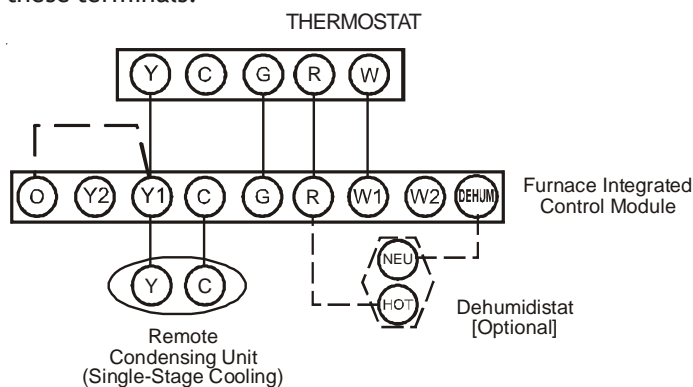 these terminals.
THERMOSTAT
Y C G R W
O Y2 Y1 C G R W1 W2 DEHUM
Furnace Integrated
Control Module
NEU
HOT
Y C
Dehumidistat
[Optional]
Remote
Condensing Unit
(Single-Stage Cooling)